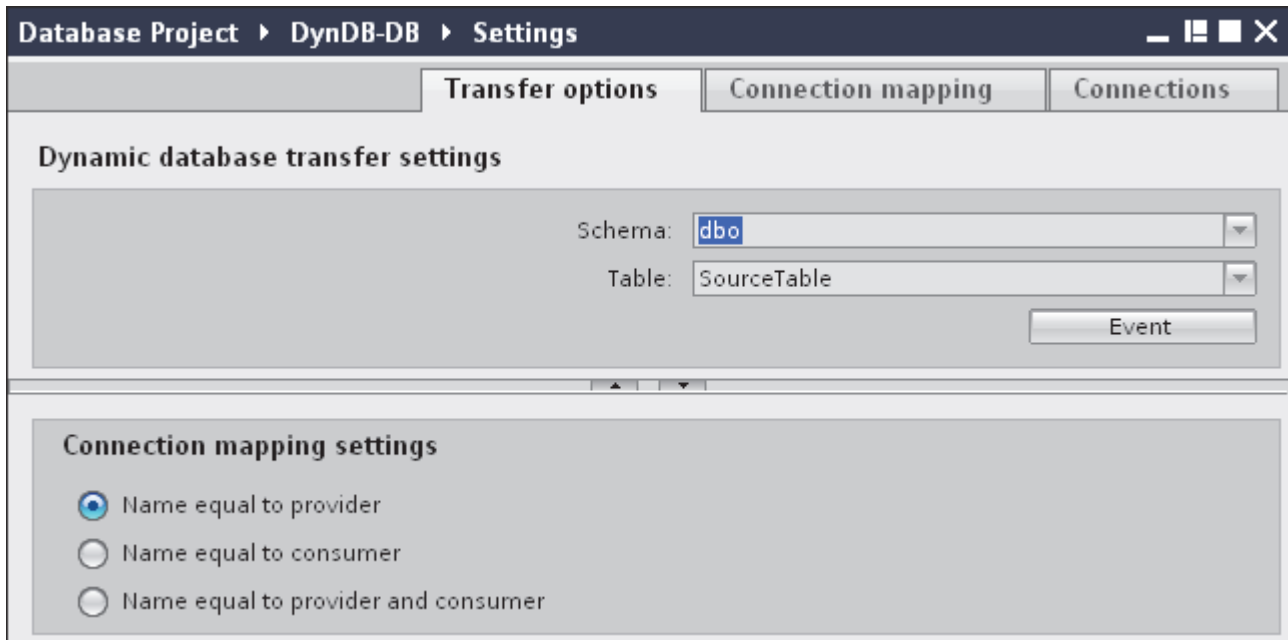 Database Project ▸ DynDB-DB ▸ Settings
Transfer options
Connection mapping
Connections
Dynamic database transfer settings
Schema: dbo
Table: SourceTable
Event
Connection mapping settings
Name equal to provider
Name equal to consumer
Name equal to provider and consumer